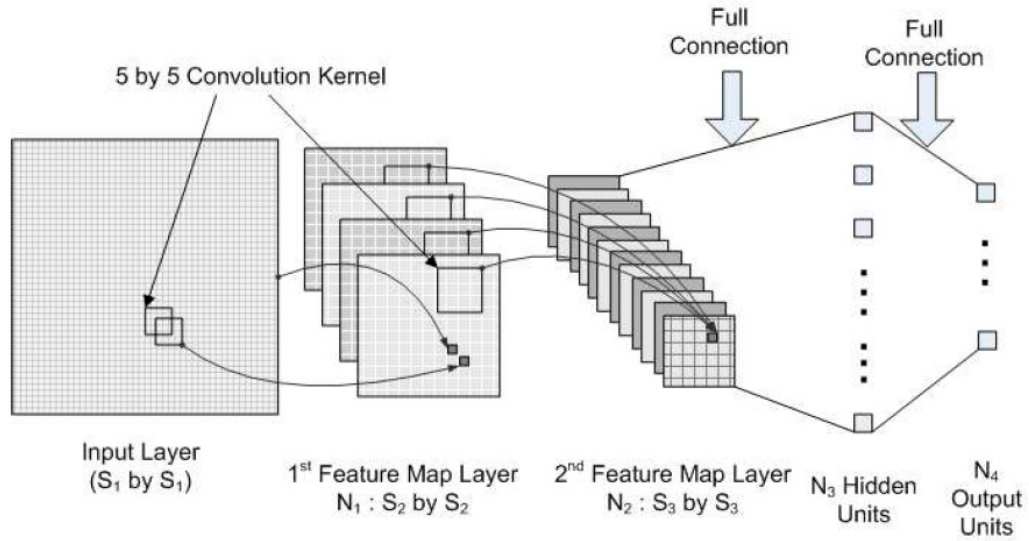 Full
Connection
Full
Connection
5 by 5 Convolution Kernel
Input Layer
(S₁ by S₁)
1ˢᵗ Feature Map Layer
N₁ : S₂ by S₂
2ⁿᵈ Feature Map Layer
N₂ : S₃ by S₃
N₃ Hidden
Units
N₄
Output
Units